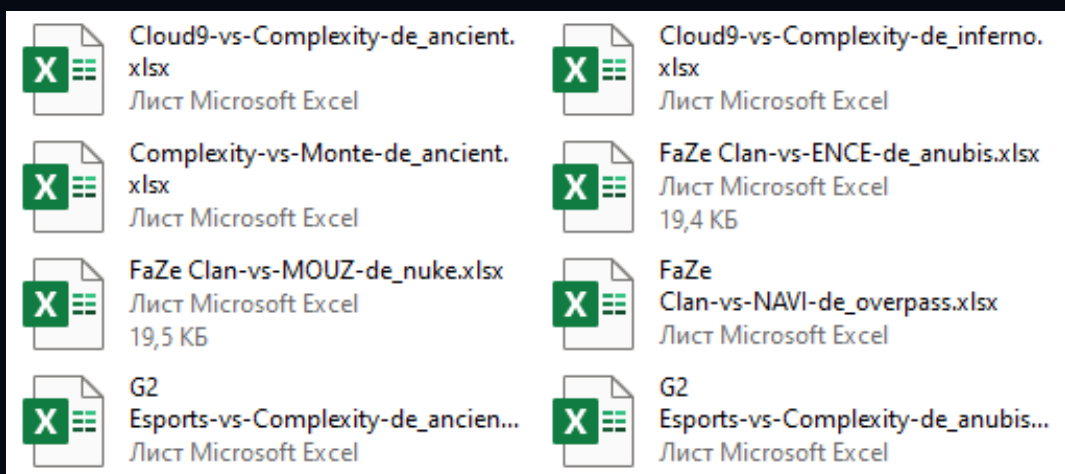 Cloud9-vs-Complexity-de_ancient.
xlsx
Лист Microsoft Excel
Cloud9-vs-Complexity-de_inferno.
xlsx
Лист Microsoft Excel
Complexity-vs-Monte-de_ancient.
xlsx
Лист Microsoft Excel
FaZe Clan-vs-ENCE-de_anubis.xlsx
Лист Microsoft Excel
19,4 КБ
FaZe Clan-vs-MOUZ-de_nuke.xlsx
Лист Microsoft Excel
19,5 КБ
FaZe
Clan-vs-NAVI-de_overpass.xlsx
Лист Microsoft Excel
G2
Esports-vs-Complexity-de_ancien...
Лист Microsoft Excel
G2
Esports-vs-Complexity-de_anubis...
Лист Microsoft Excel